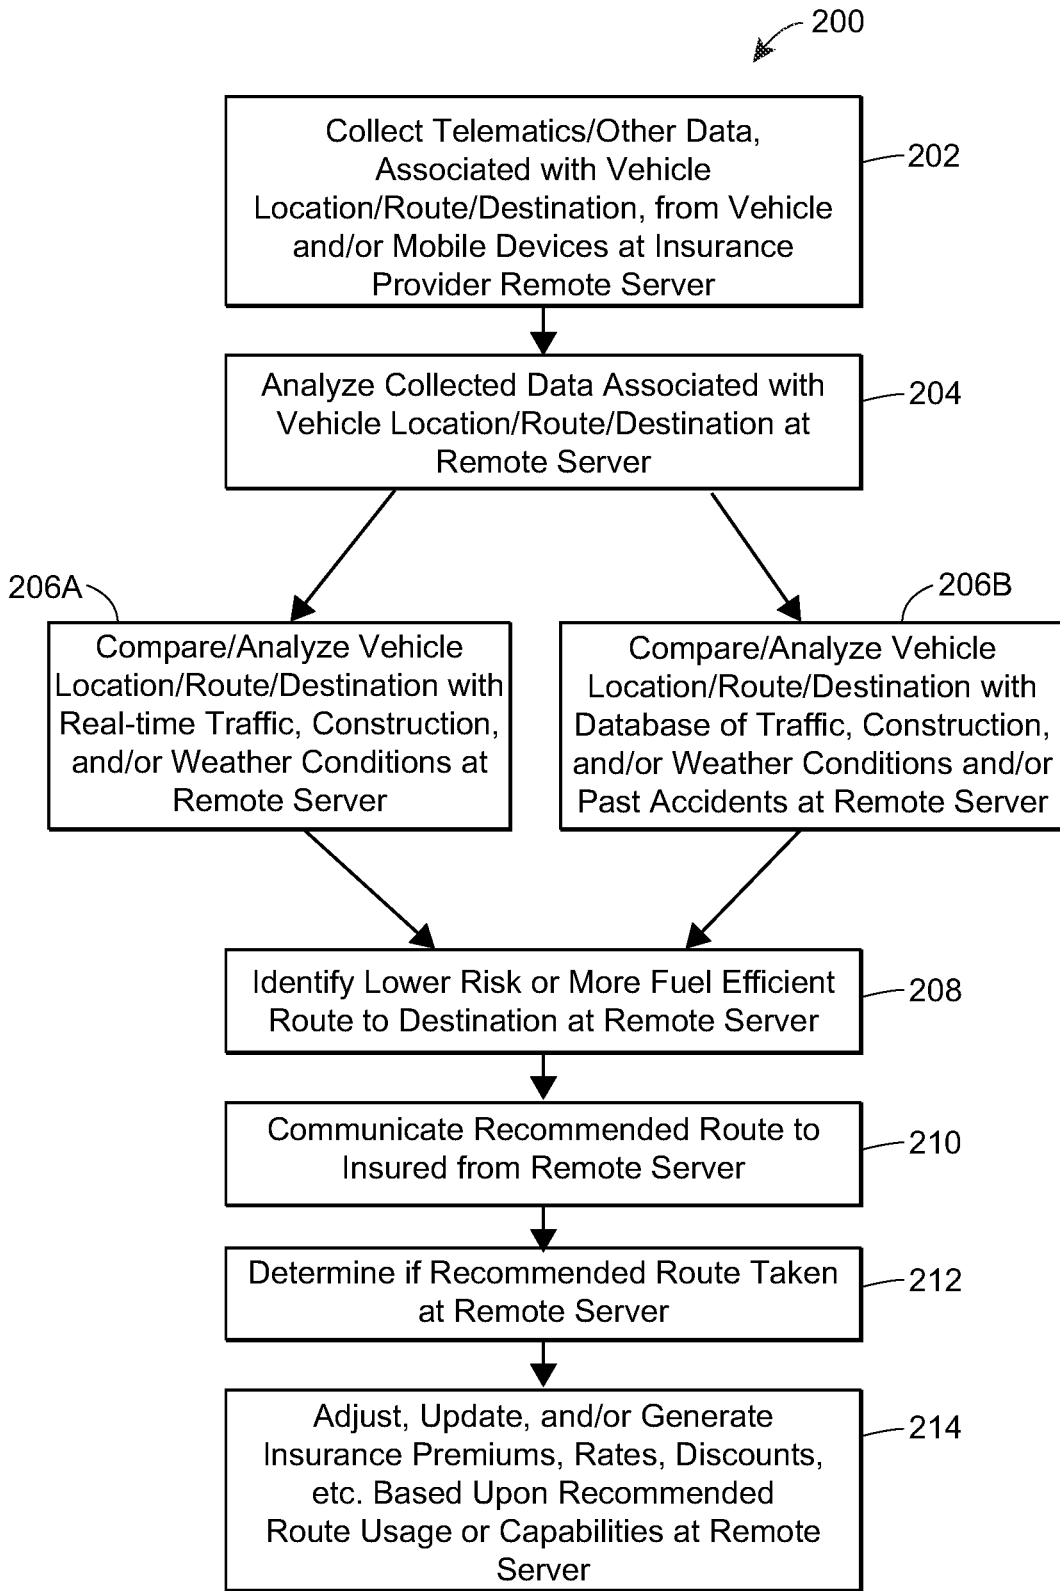 200
Collect Telematics/Other Data,
Associated with Vehicle
Location/Route/Destination, from Vehicle
and/or Mobile Devices at Insurance
Provider Remote Server
202
Analyze Collected Data Associated with
Vehicle Location/Route/Destination at
Remote Server
204
206A
Compare/Analyze Vehicle
Location/Route/Destination with
Real-time Traffic, Construction,
and/or Weather Conditions at
Remote Server
206B
Compare/Analyze Vehicle
Location/Route/Destination with
Database of Traffic, Construction,
and/or Weather Conditions and/or
Past Accidents at Remote Server
Identify Lower Risk or More Fuel Efficient
Route to Destination at Remote Server
208
Communicate Recommended Route to
Insured from Remote Server
210
Determine if Recommended Route Taken
at Remote Server
212
Adjust, Update, and/or Generate
Insurance Premiums, Rates, Discounts,
etc. Based Upon Recommended
Route Usage or Capabilities at Remote
Server
214